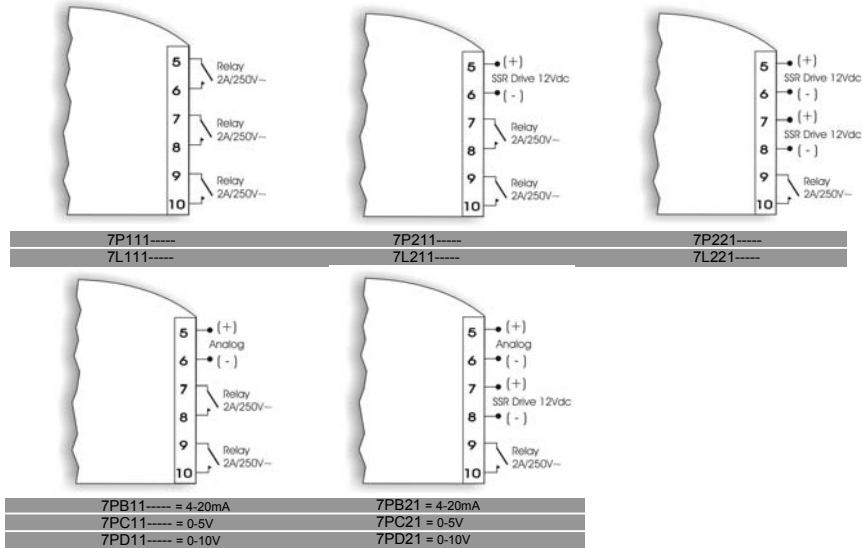 5
Relay
2A/250V~
6
7
Relay
2A/250V~
8
9
Relay
2A/250V~
10
5 (+)
SSR Drive 12Vdc
6 (-)
7
Relay
2A/250V~
8
9
Relay
2A/250V~
10
5 (+)
SSR Drive 12Vdc
6 (-)
7 (+)
SSR Drive 12Vdc
8 (-)
9
Relay
2A/250V~
10
7P111----- 7P211----- 7P221-----
7L111----- 7L211----- 7L221-----
5 (+)
Analog
6 (-)
7
Relay
2A/250V~
8
9
Relay
2A/250V~
10
5 (+)
Analog
6 (-)
7 (+)
SSR Drive 12Vdc
8 (-)
9
Relay
2A/250V~
10
7PB11----- = 4-20mA 7PB21 = 4-20mA
7PC11----- = 0-5V 7PC21 = 0-5V
7PD11----- = 0-10V 7PD21 = 0-10V